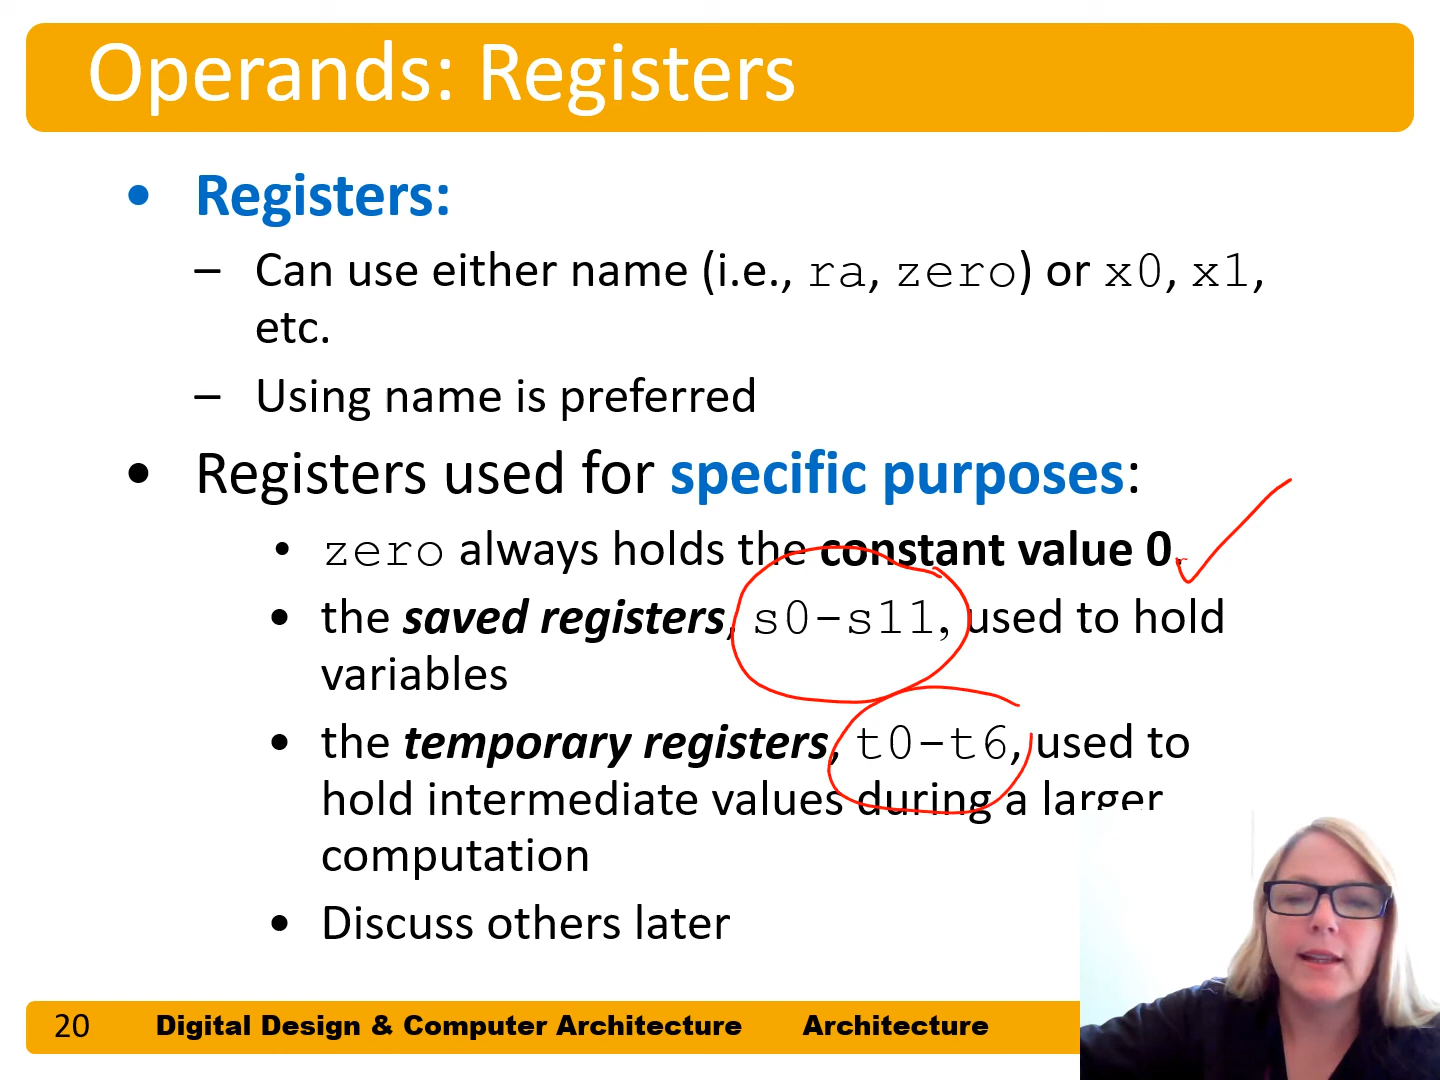 Operands: Registers
• Registers:
– Can use either name (i.e., ra, zero) or x0, x1,
etc.
– Using name is preferred
• Registers used for specific purposes:
• zero always holds the constant value 0.
• the saved registers, s0-s11, used to hold
variables
• the temporary registers, t0-t6, used to
hold intermediate values during a larger
computation
• Discuss others later
20 Digital Design & Computer Architecture Architecture